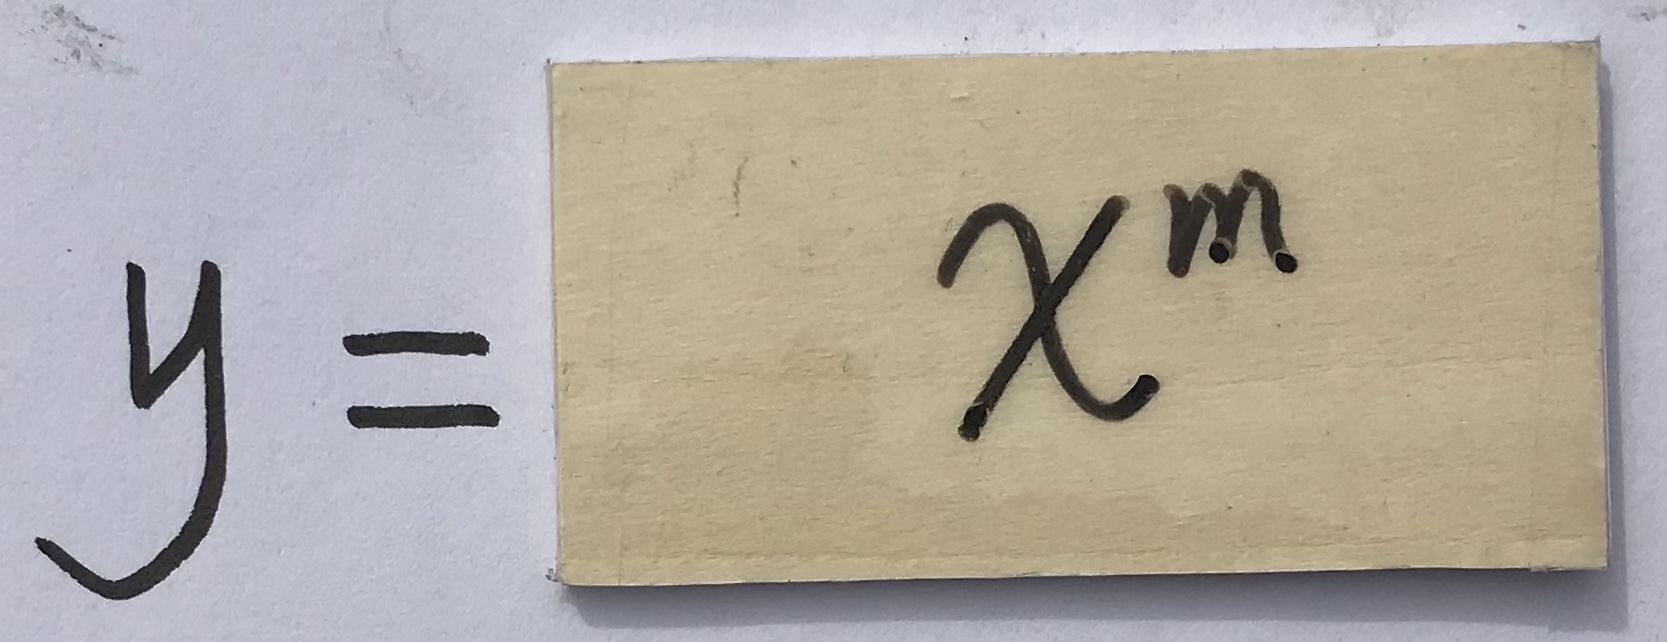 y = x^m